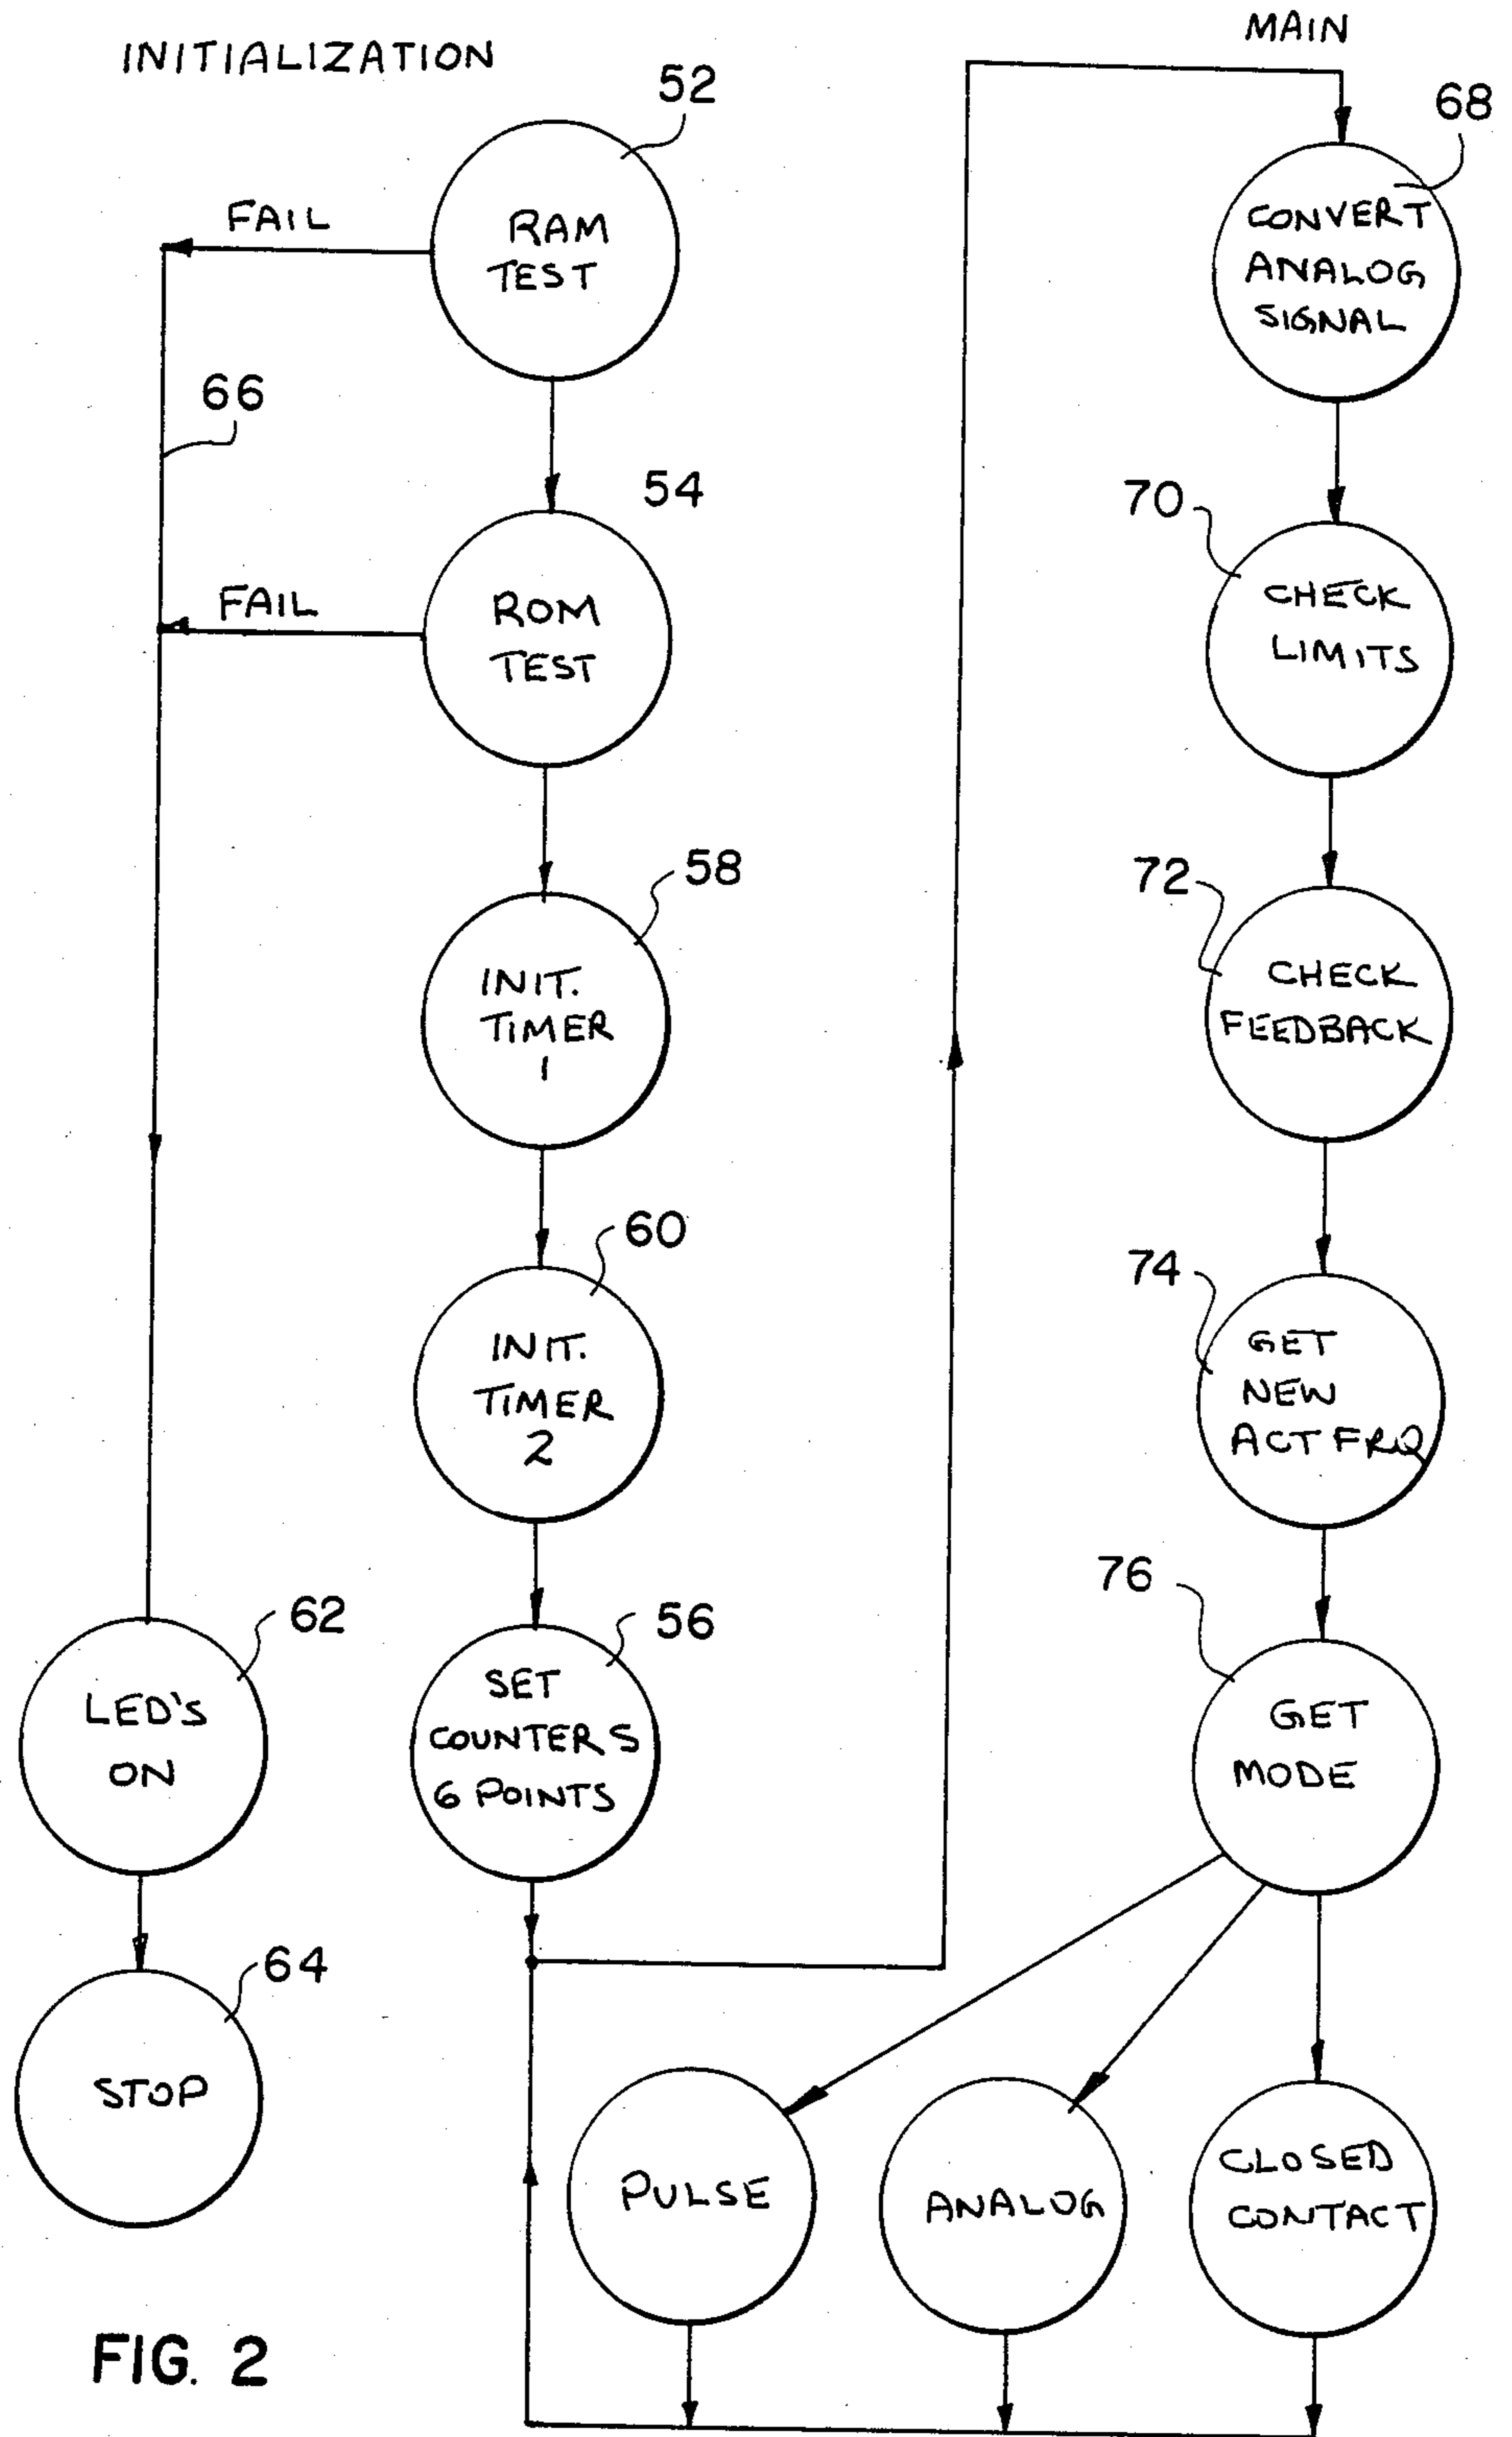 INITIALIZATION
52
FAIL
RAM
TEST
66
54
FAIL
ROM
TEST
58
INIT.
TIMER
1
60
INIT.
TIMER
2
62
LED'S
ON
56
SET
COUNTERS
6 POINTS
64
STOP
MAIN
68
CONVERT
ANALOG
SIGNAL
70
CHECK
LIMITS
72
CHECK
FEEDBACK
74
GET
NEW
ACT FRQ
76
GET
MODE
PULSE
ANALOG
CLOSED
CONTACT
FIG. 2